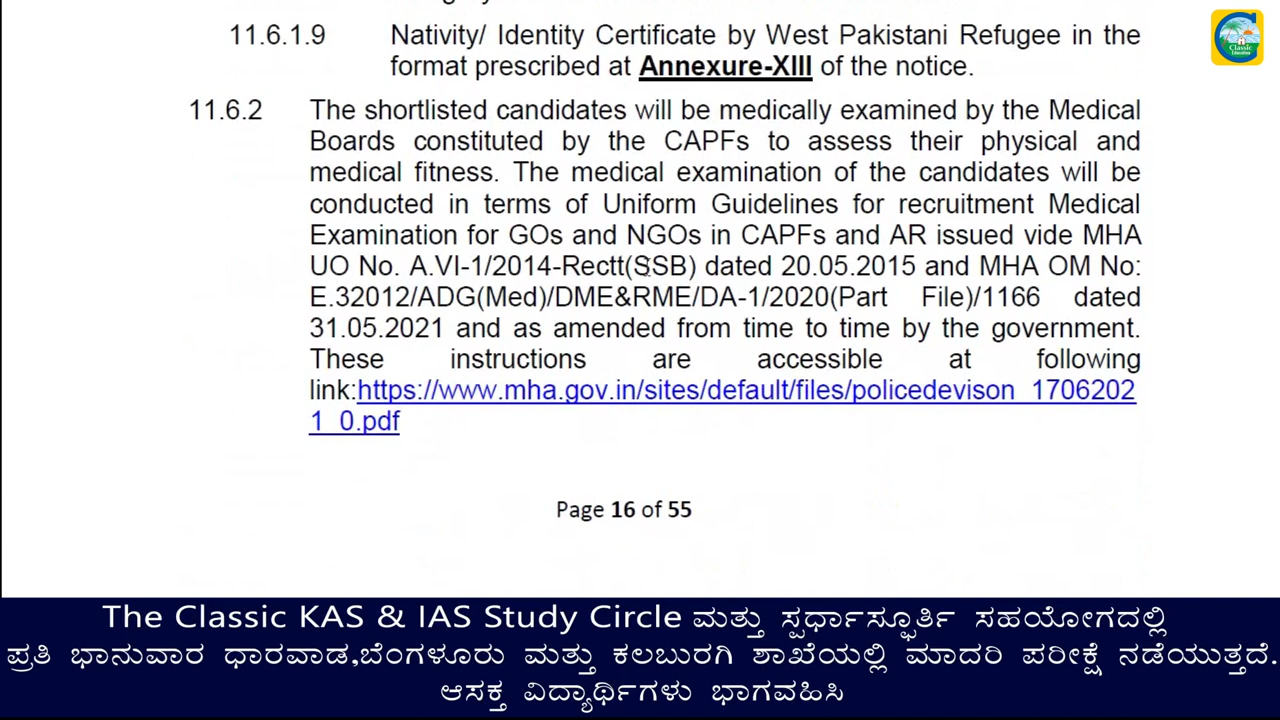 11.6.1.9 Nativity/ Identity Certificate by West Pakistani Refugee in the
format prescribed at Annexure-XIII of the notice.
11.6.2 The shortlisted candidates will be medically examined by the Medical
Boards constituted by the CAPFs to assess their physical and
medical fitness. The medical examination of the candidates will be
conducted in terms of Uniform Guidelines for recruitment Medical
Examination for GOs and NGOs in CAPFs and AR issued vide MHA
UO No. A.VI-1/2014-Rectt(SSB) dated 20.05.2015 and MHA OM No:
E.32012/ADG(Med)/DME&RME/DA-1/2020(Part File)/1166 dated
31.05.2021 and as amended from time to time by the government.
These instructions are accessible at following
link:https://www.mha.gov.in/sites/default/files/policedevison_1706202
1_0.pdf
Page 16 of 55
The Classic KAS & IAS Study Circle ಮತ್ತು ಸ್ಪರ್ಧಾಸ್ಫೂರ್ತಿ ಸಹಯೋಗದಲ್ಲಿ
ಪ್ರತಿ ಭಾನುವಾರ ಧಾರವಾಡ,ಬೆಂಗಳೂರು ಮತ್ತು ಕಲಬುರಗಿ ಶಾಖೆಯಲ್ಲಿ ಮಾದರಿ ಪರೀಕ್ಷೆ ನಡೆಯುತ್ತದೆ.
ಆಸಕ್ತ ವಿದ್ಯಾರ್ಥಿಗಳು ಭಾಗವಹಿಸಿ
Classic
Education